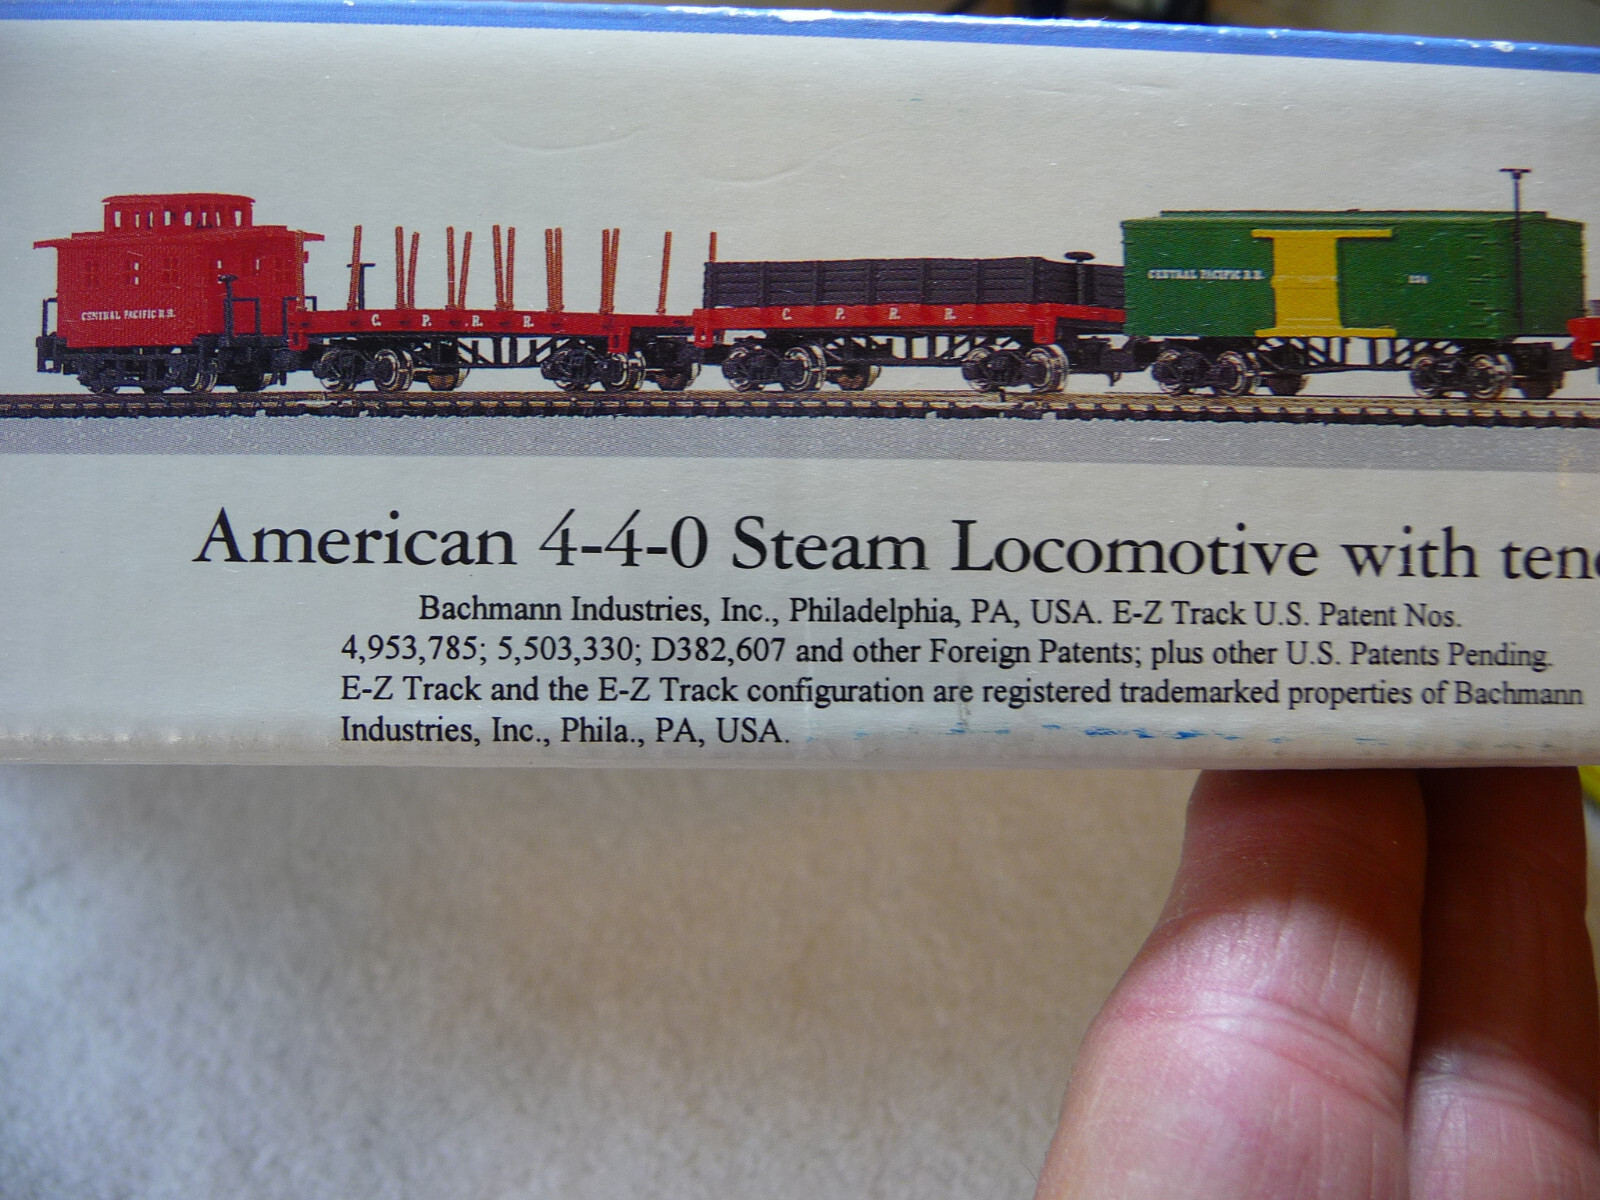 CENTRAL PACIFIC R.R.
C. P. R. R.
C. P. R. R.
CENTRAL PACIFIC R.R.
American 4-4-0 Steam Locomotive with
Bachmann Industries, Inc., Philadelphia, PA, USA. E-Z Track U.S. Patent Nos.
4,953,785; 5,503,330; D382,607 and other Foreign Patents; plus other U.S. Patents Pending.
E-Z Track and the E-Z Track configuration are registered trademarked properties of Bachmann
Industries, Inc., Phila., PA, USA.